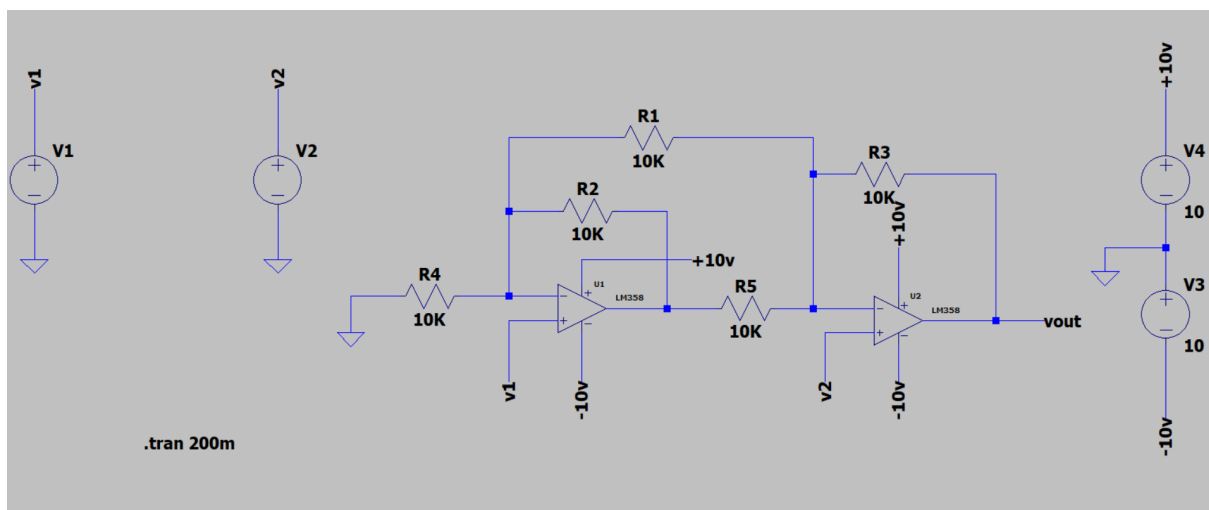 v1
V1
v2
V2
R1
10K
R2
10K
R3
10K
+10v
R4
10K
+10v
U1
LM358
v1
-10v
R5
10K
U2
LM358
v2
-10v
vout
+10v
V4
10
V3
10
-10v
.tran 200m